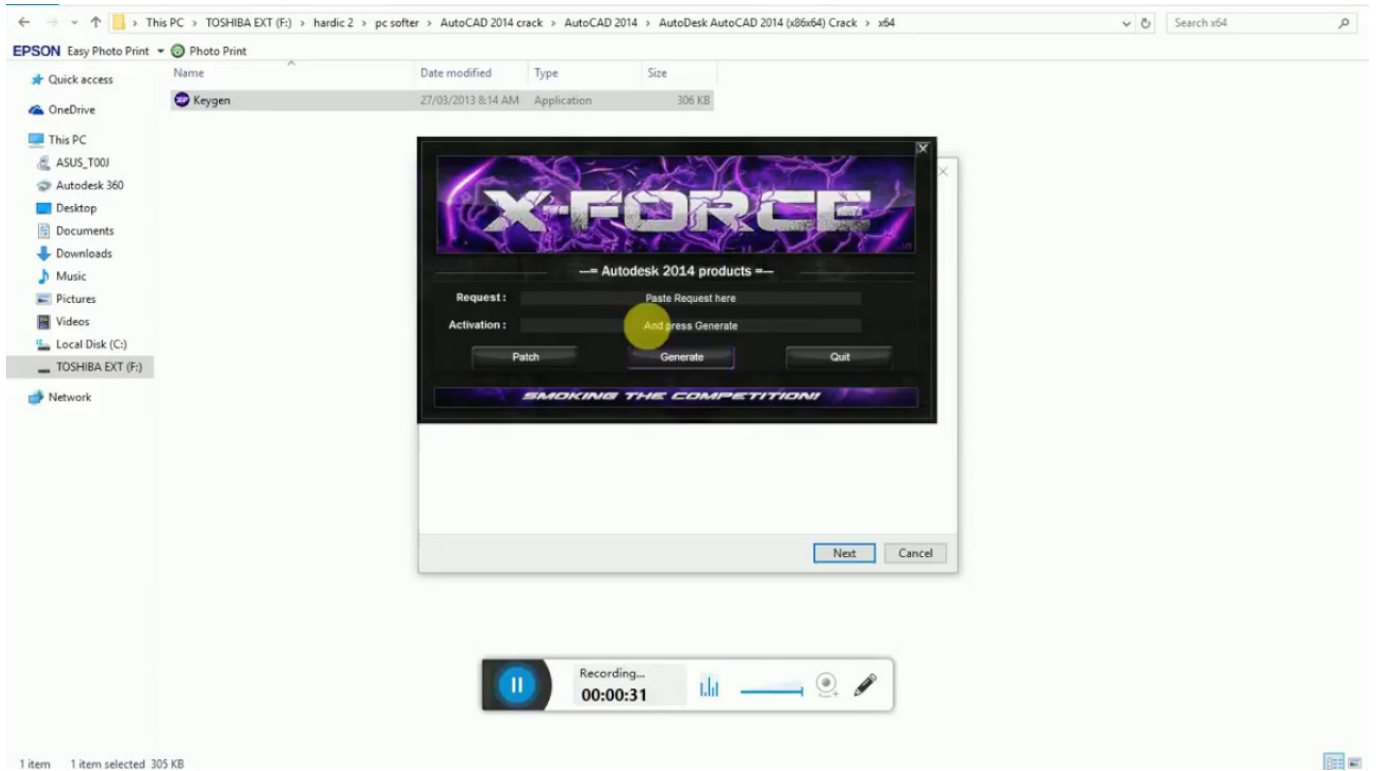 This PC › TOSHIBA EXT (F:) › hardic 2 › pc softer › AutoCAD 2014 crack › AutoCAD 2014 › AutoDesk AutoCAD 2014 (x86x64) Crack › x64
Search x64
EPSON Easy Photo Print Photo Print
Name Date modified Type Size
Keygen 27/03/2013 8:14 AM Application 306 KB
Quick access
OneDrive
This PC
ASUS_T00J
Autodesk 360
Desktop
Documents
Downloads
Music
Pictures
Videos
Local Disk (C:)
TOSHIBA EXT (F:)
Network
X-FORCE
---= Autodesk 2014 products =---
Request : Paste Request here
Activation : And press Generate
Patch Generate Quit
SMOKING THE COMPETITION!
Next Cancel
Recording...
00:00:31
1 item 1 item selected 305 KB